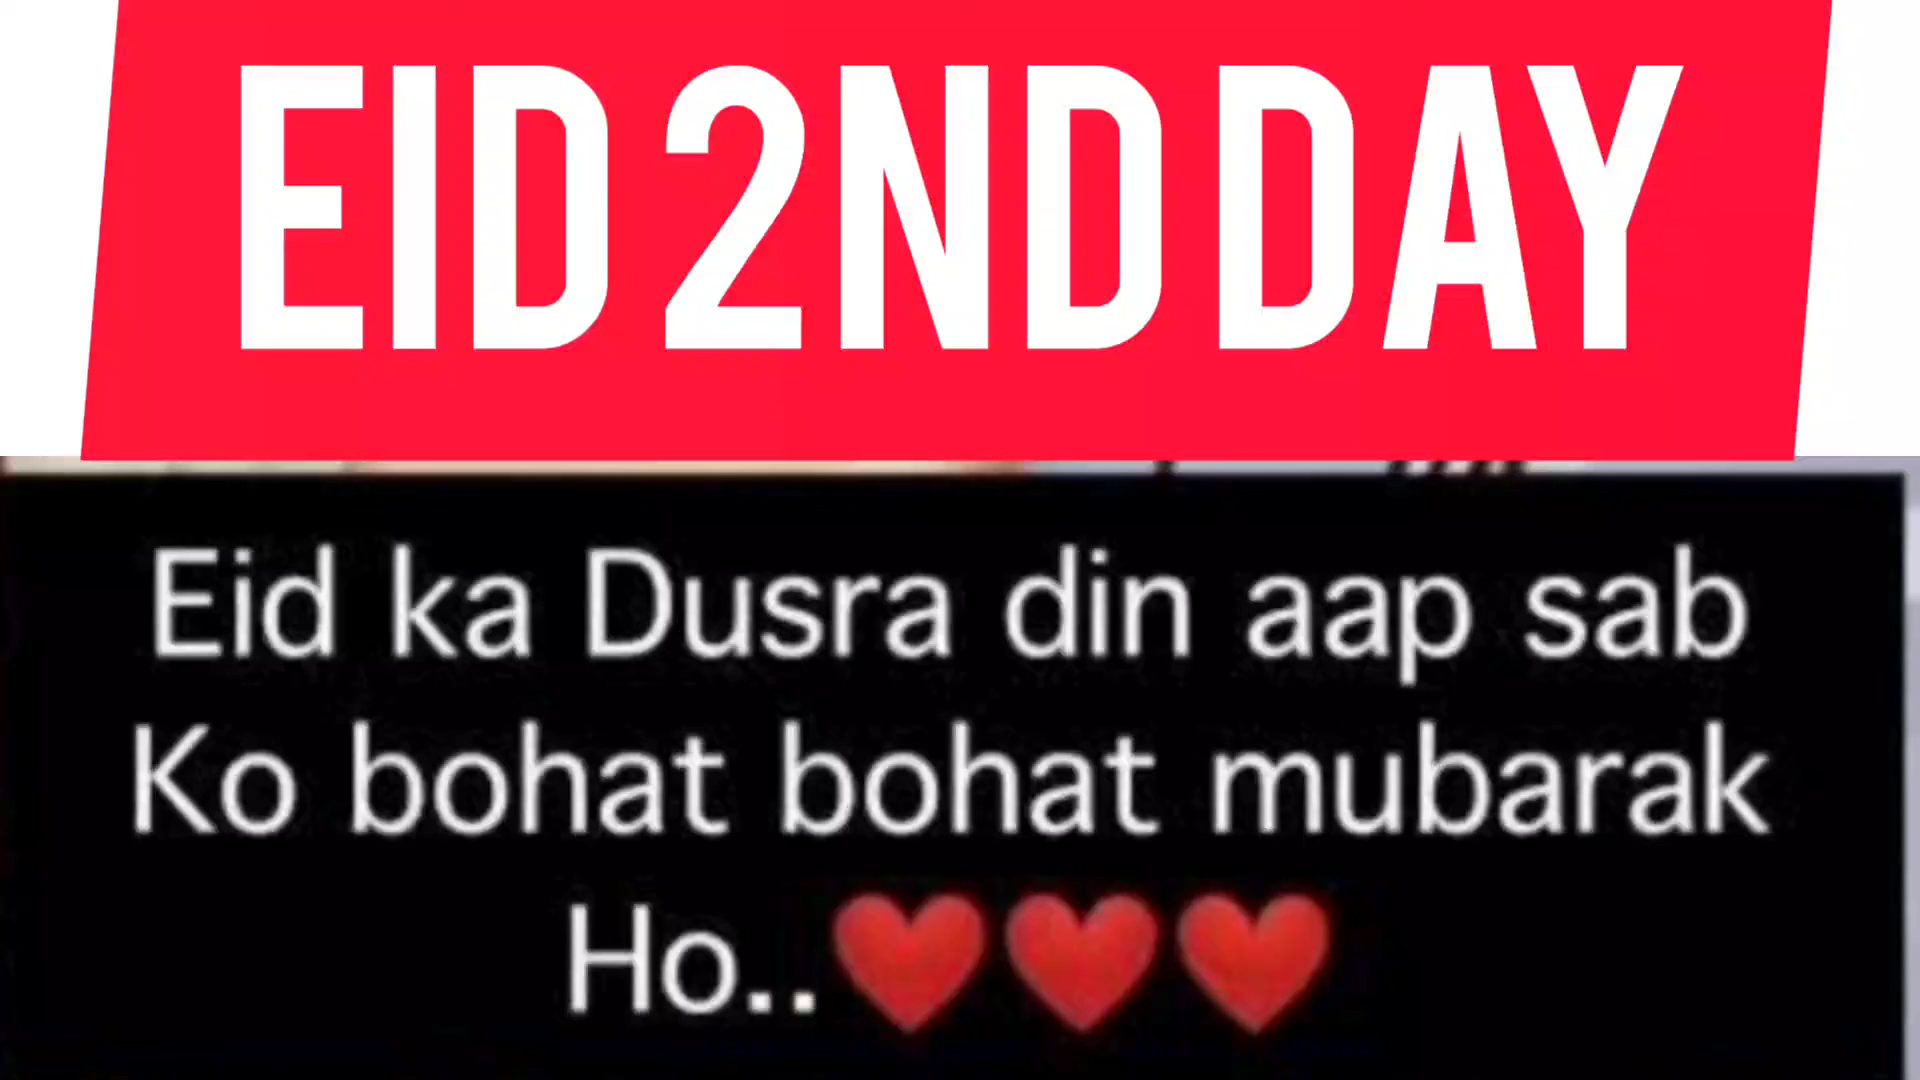 EID 2ND DAY
Eid ka Dusra din aap sab
Ko bohat bohat mubarak
Ho..❤️❤️❤️